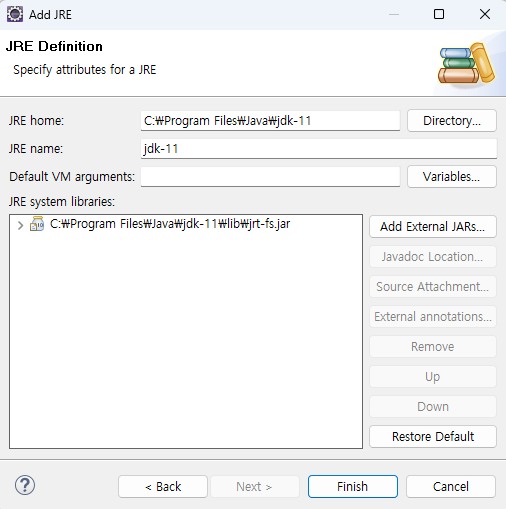 Add JRE
JRE Definition
Specify attributes for a JRE
JRE home:
C:₩Program Files₩Java₩jdk-11
Directory...
JRE name:
jdk-11
Default VM arguments:
Variables...
JRE system libraries:
C:₩Program Files₩Java₩jdk-11₩lib₩jrt-fs.jar
Add External JARs...
Javadoc Location...
Source Attachment...
External annotations...
Remove
Up
Down
Restore Default
?
< Back
Next >
Finish
Cancel